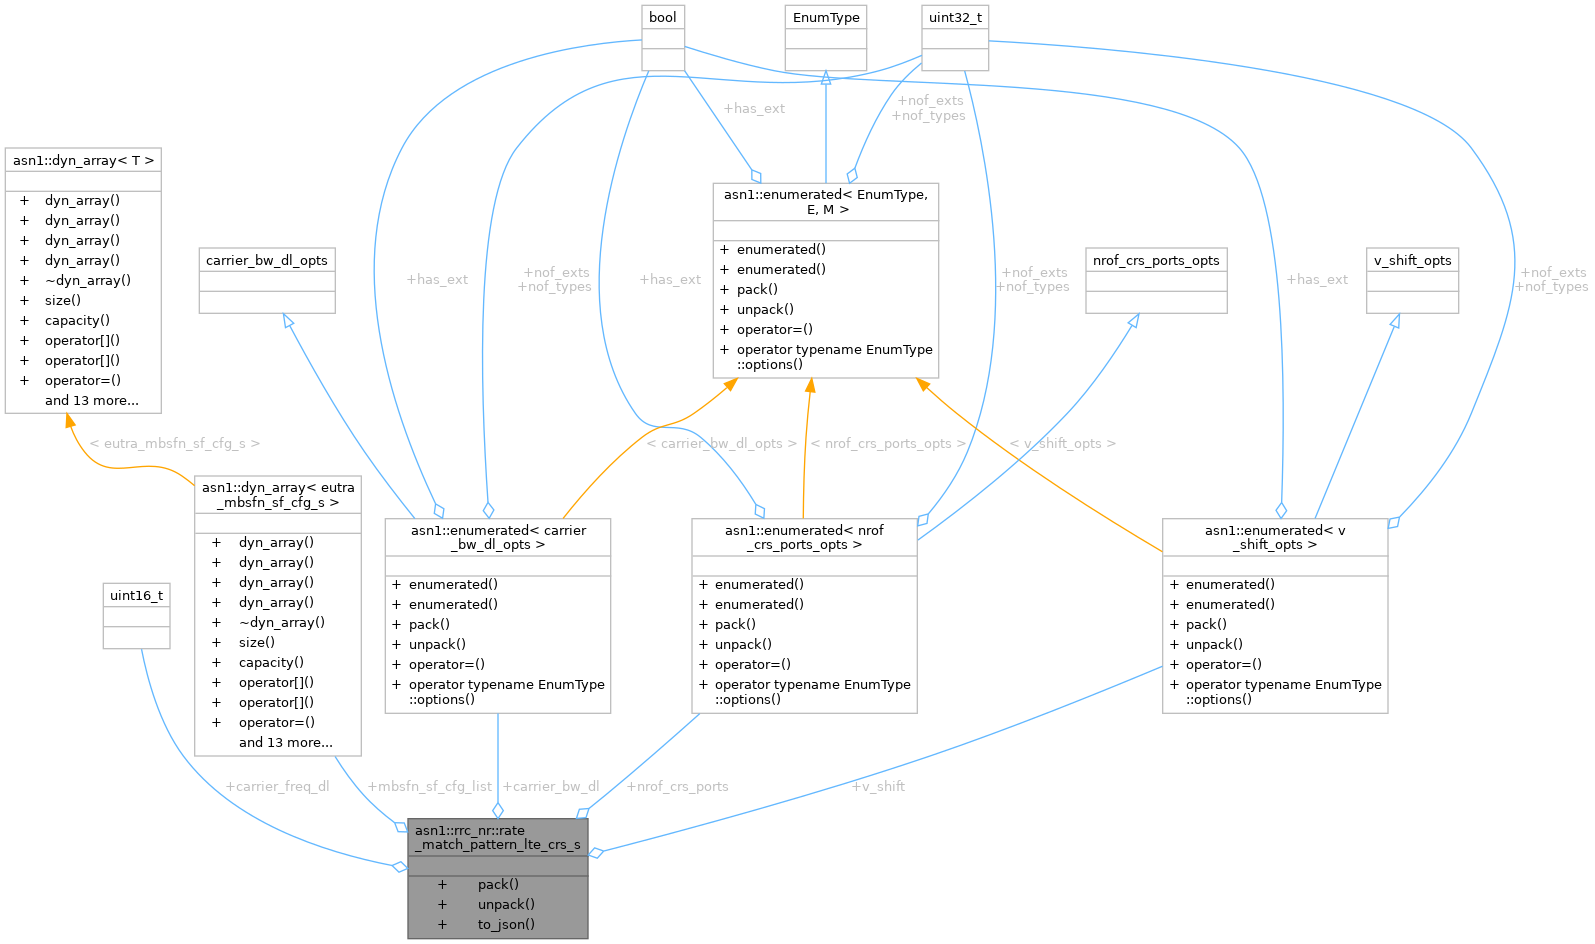 bool
EnumType
uint32_t
+has_ext
+nof_exts
+nof_types
asn1::dyn_array< T >
+ dyn_array()
+ dyn_array()
+ dyn_array()
+ dyn_array()
+ ~dyn_array()
+ size()
+ capacity()
+ operator[]()
+ operator[]()
+ operator=()
and 13 more...
carrier_bw_dl_opts
asn1::enumerated< EnumType,
E, M >
+ enumerated()
+ enumerated()
+ pack()
+ unpack()
+ operator=()
+ operator typename EnumType
::options()
nrof_crs_ports_opts
v_shift_opts
+has_ext
+nof_exts
+nof_types
+has_ext
+nof_exts
+nof_types
+has_ext
+nof_exts
+nof_types
< eutra_mbsfn_sf_cfg_s >
< carrier_bw_dl_opts >
< nrof_crs_ports_opts >
< v_shift_opts >
asn1::dyn_array< eutra
_mbsfn_sf_cfg_s >
+ dyn_array()
+ dyn_array()
+ dyn_array()
+ dyn_array()
+ ~dyn_array()
+ size()
+ capacity()
+ operator[]()
+ operator[]()
+ operator=()
and 13 more...
uint16_t
asn1::enumerated< carrier
_bw_dl_opts >
+ enumerated()
+ enumerated()
+ pack()
+ unpack()
+ operator=()
+ operator typename EnumType
::options()
asn1::enumerated< nrof
_crs_ports_opts >
+ enumerated()
+ enumerated()
+ pack()
+ unpack()
+ operator=()
+ operator typename EnumType
::options()
asn1::enumerated< v
_shift_opts >
+ enumerated()
+ enumerated()
+ pack()
+ unpack()
+ operator=()
+ operator typename EnumType
::options()
+carrier_freq_dl
+mbsfn_sf_cfg_list
+carrier_bw_dl
+nrof_crs_ports
+v_shift
asn1::rrc_nr::rate
_match_pattern_lte_crs_s
+ pack()
+ unpack()
+ to_json()